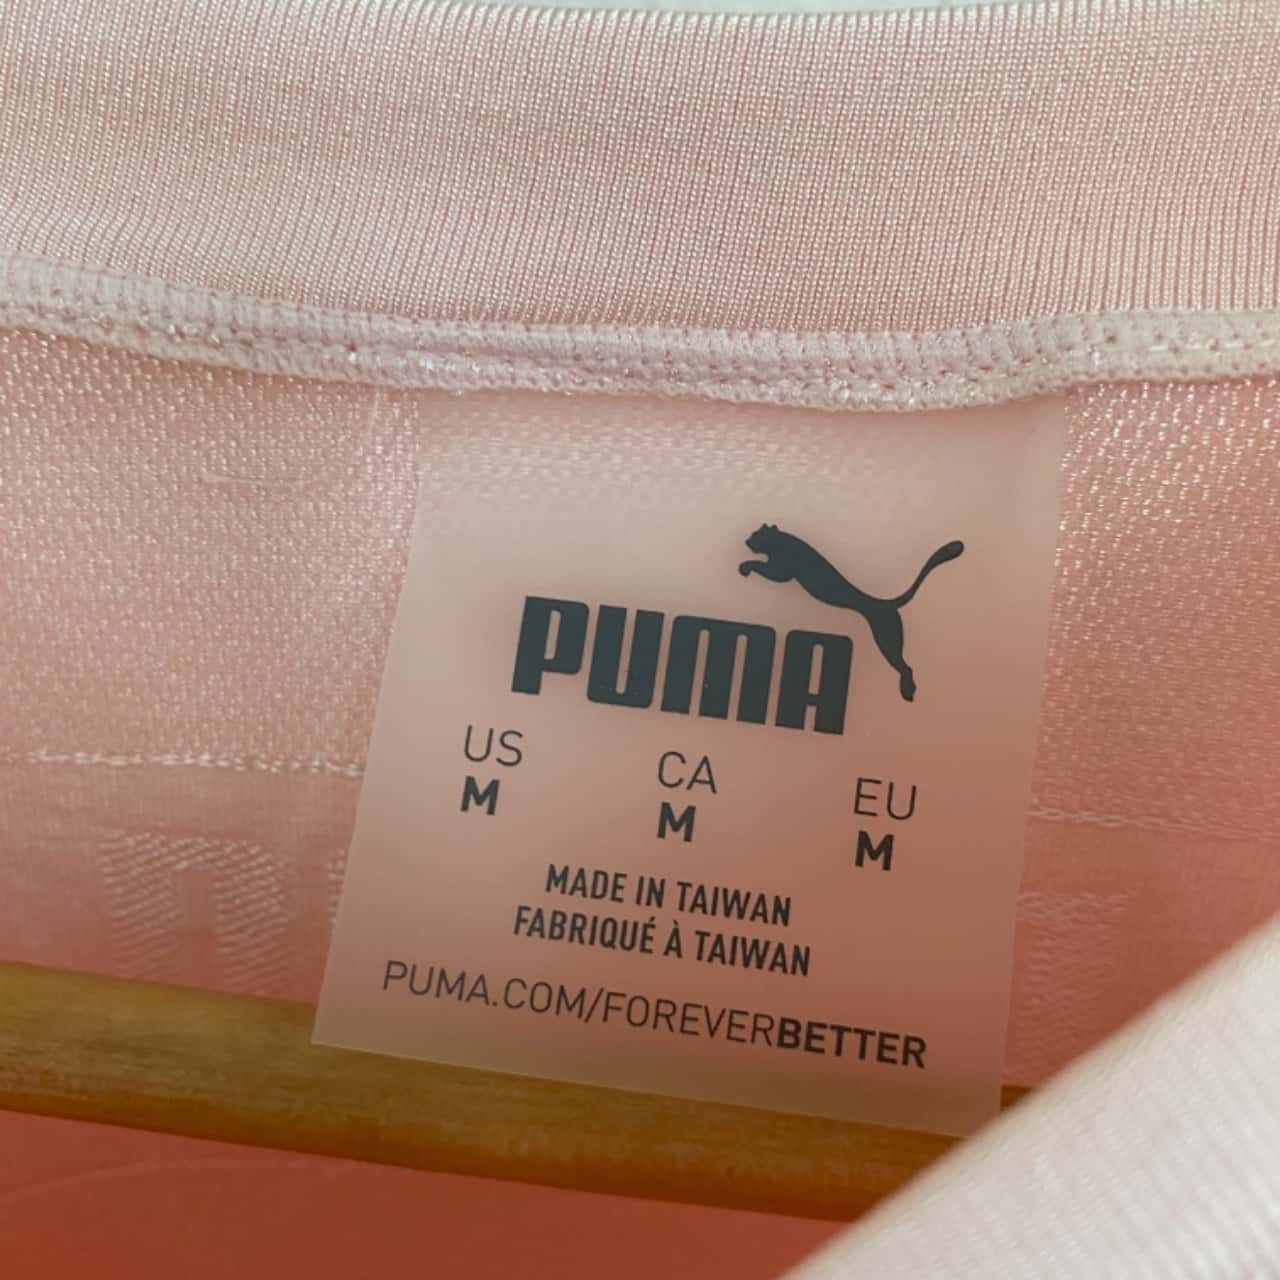 PUMA
US CA EU
M M M
MADE IN TAIWAN
FABRIQUÉ À TAIWAN
PUMA.COM/FOREVERBETTER